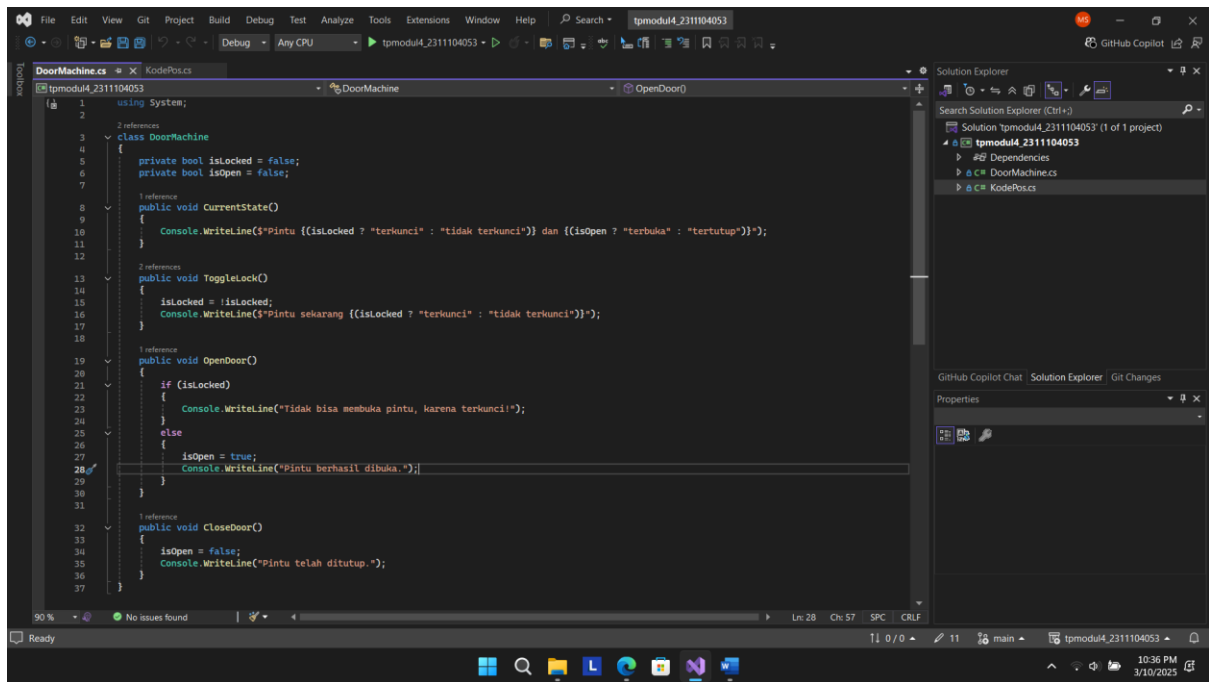 File Edit View Git Project Build Debug Test Analyze Tools Extensions Window Help Search tpmodul4_2311104053 MS
Debug Any CPU tpmodul4_2311104053 GitHub Copilot
Toolbox
DoorMachine.cs KodePos.cs
tpmodul4_2311104053 DoorMachine OpenDoor()
1 using System;
2
2 references
3 class DoorMachine
4 {
5 private bool isLocked = false;
6 private bool isOpen = false;
7
1 reference
8 public void CurrentState()
9 {
10 Console.WriteLine($"Pintu {(isLocked ? "terkunci" : "tidak terkunci")} dan {(isOpen ? "terbuka" : "tertutup")}");
11 }
12
2 references
13 public void ToggleLock()
14 {
15 isLocked = !isLocked;
16 Console.WriteLine($"Pintu sekarang {(isLocked ? "terkunci" : "tidak terkunci")}");
17 }
18
1 reference
19 public void OpenDoor()
20 {
21 if (isLocked)
22 {
23 Console.WriteLine("Tidak bisa membuka pintu, karena terkunci!");
24 }
25 else
26 {
27 isOpen = true;
28 Console.WriteLine("Pintu berhasil dibuka.");
29 }
30 }
31
1 reference
32 public void CloseDoor()
33 {
34 isOpen = false;
35 Console.WriteLine("Pintu telah ditutup.");
36 }
37 }
90 % No issues found Ln: 28 Ch: 57 SPC CRLF
Solution Explorer
Search Solution Explorer (Ctrl+;)
Solution 'tpmodul4_2311104053' (1 of 1 project)
tpmodul4_2311104053
Dependencies
C# DoorMachine.cs
C# KodePos.cs
GitHub Copilot Chat Solution Explorer Git Changes
Properties
Ready 0 / 0 11 main tpmodul4_2311104053
L W
10:36 PM
3/10/2025